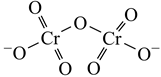 O O O
Cr Cr
⁻O O⁻
O O